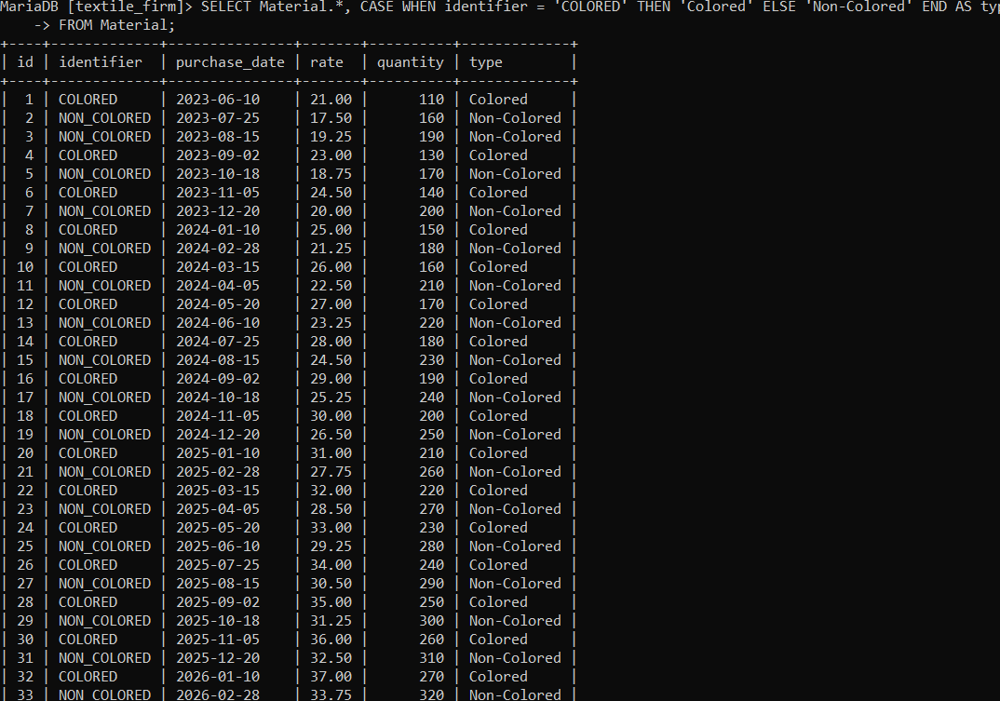 MariaDB [textile_firm]> SELECT Material.*, CASE WHEN identifier = 'COLORED' THEN 'Colored' ELSE 'Non-Colored' END AS typ
    -> FROM Material;
+----+-------------+---------------+-------+----------+-------------+
| id | identifier  | purchase_date | rate  | quantity | type        |
+----+-------------+---------------+-------+----------+-------------+
|  1 | COLORED     | 2023-06-10    | 21.00 |      110 | Colored     |
|  2 | NON_COLORED | 2023-07-25    | 17.50 |      160 | Non-Colored |
|  3 | NON_COLORED | 2023-08-15    | 19.25 |      190 | Non-Colored |
|  4 | COLORED     | 2023-09-02    | 23.00 |      130 | Colored     |
|  5 | NON_COLORED | 2023-10-18    | 18.75 |      170 | Non-Colored |
|  6 | COLORED     | 2023-11-05    | 24.50 |      140 | Colored     |
|  7 | NON_COLORED | 2023-12-20    | 20.00 |      200 | Non-Colored |
|  8 | COLORED     | 2024-01-10    | 25.00 |      150 | Colored     |
|  9 | NON_COLORED | 2024-02-28    | 21.25 |      180 | Non-Colored |
| 10 | COLORED     | 2024-03-15    | 26.00 |      160 | Colored     |
| 11 | NON_COLORED | 2024-04-05    | 22.50 |      210 | Non-Colored |
| 12 | COLORED     | 2024-05-20    | 27.00 |      170 | Colored     |
| 13 | NON_COLORED | 2024-06-10    | 23.25 |      220 | Non-Colored |
| 14 | COLORED     | 2024-07-25    | 28.00 |      180 | Colored     |
| 15 | NON_COLORED | 2024-08-15    | 24.50 |      230 | Non-Colored |
| 16 | COLORED     | 2024-09-02    | 29.00 |      190 | Colored     |
| 17 | NON_COLORED | 2024-10-18    | 25.25 |      240 | Non-Colored |
| 18 | COLORED     | 2024-11-05    | 30.00 |      200 | Colored     |
| 19 | NON_COLORED | 2024-12-20    | 26.50 |      250 | Non-Colored |
| 20 | COLORED     | 2025-01-10    | 31.00 |      210 | Colored     |
| 21 | NON_COLORED | 2025-02-28    | 27.75 |      260 | Non-Colored |
| 22 | COLORED     | 2025-03-15    | 32.00 |      220 | Colored     |
| 23 | NON_COLORED | 2025-04-05    | 28.50 |      270 | Non-Colored |
| 24 | COLORED     | 2025-05-20    | 33.00 |      230 | Colored     |
| 25 | NON_COLORED | 2025-06-10    | 29.25 |      280 | Non-Colored |
| 26 | COLORED     | 2025-07-25    | 34.00 |      240 | Colored     |
| 27 | NON_COLORED | 2025-08-15    | 30.50 |      290 | Non-Colored |
| 28 | COLORED     | 2025-09-02    | 35.00 |      250 | Colored     |
| 29 | NON_COLORED | 2025-10-18    | 31.25 |      300 | Non-Colored |
| 30 | COLORED     | 2025-11-05    | 36.00 |      260 | Colored     |
| 31 | NON_COLORED | 2025-12-20    | 32.50 |      310 | Non-Colored |
| 32 | COLORED     | 2026-01-10    | 37.00 |      270 | Colored     |
| 33 | NON_COLORED | 2026-02-28    | 33.75 |      320 | Non-Colored |